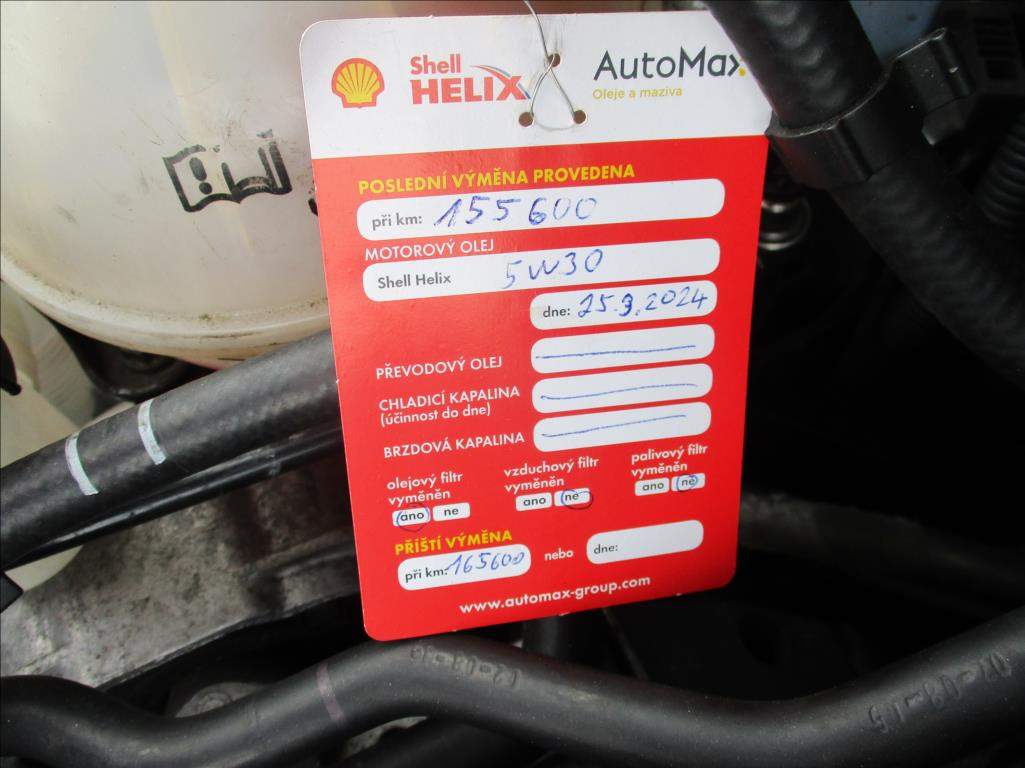 Shell
HELIX
AutoMax
Oleje a maziva
POSLEDNÍ VÝMĚNA PROVEDENA
při km: 155 600
MOTOROVÝ OLEJ
Shell Helix 5W30
dne: 25.9.2024
PŘEVODOVÝ OLEJ
CHLADICÍ KAPALINA
(účinnost do dne)
BRZDOVÁ KAPALINA
olejový filtr
vyměněn
ano ne
vzduchový filtr
vyměněn
ano ne
palivový filtr
vyměněn
ano ne
PŘÍŠTÍ VÝMĚNA
při km: 165600 nebo dne:
www.automax-group.com